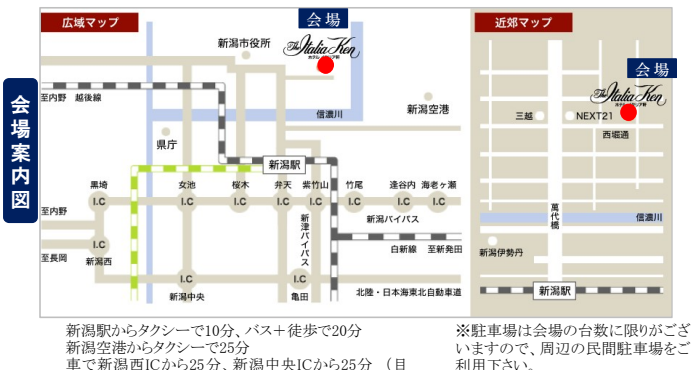 会場案内図
広域マップ
会 場
新潟市役所
The Italia Ken
至内野 越後線
信濃川
新潟空港
県庁
新潟駅
黒埼
女池
桜木
弁天
紫竹山
竹尾
逢谷内
海老ヶ瀬
I.C
I.C
I.C
I.C
I.C
I.C
I.C
I.C
至内野
新潟バイパス
新津バイパス
I.C
至長岡
新潟西
白新線
至新発田
I.C
I.C
新潟中央
亀田
北陸・日本海東北自動車道
近郊マップ
会 場
The Italia Ken
三越
NEXT21
西堀通
萬代橋
信濃川
新潟伊勢丹
新潟駅
新潟駅からタクシーで10分、バス＋徒歩で20分
新潟空港からタクシーで25分
車で新潟西ICから25分、新潟中央ICから25分 （目
※駐車場は会場の台数に限りがござ
いますので、周辺の民間駐車場をご
利用下さい。